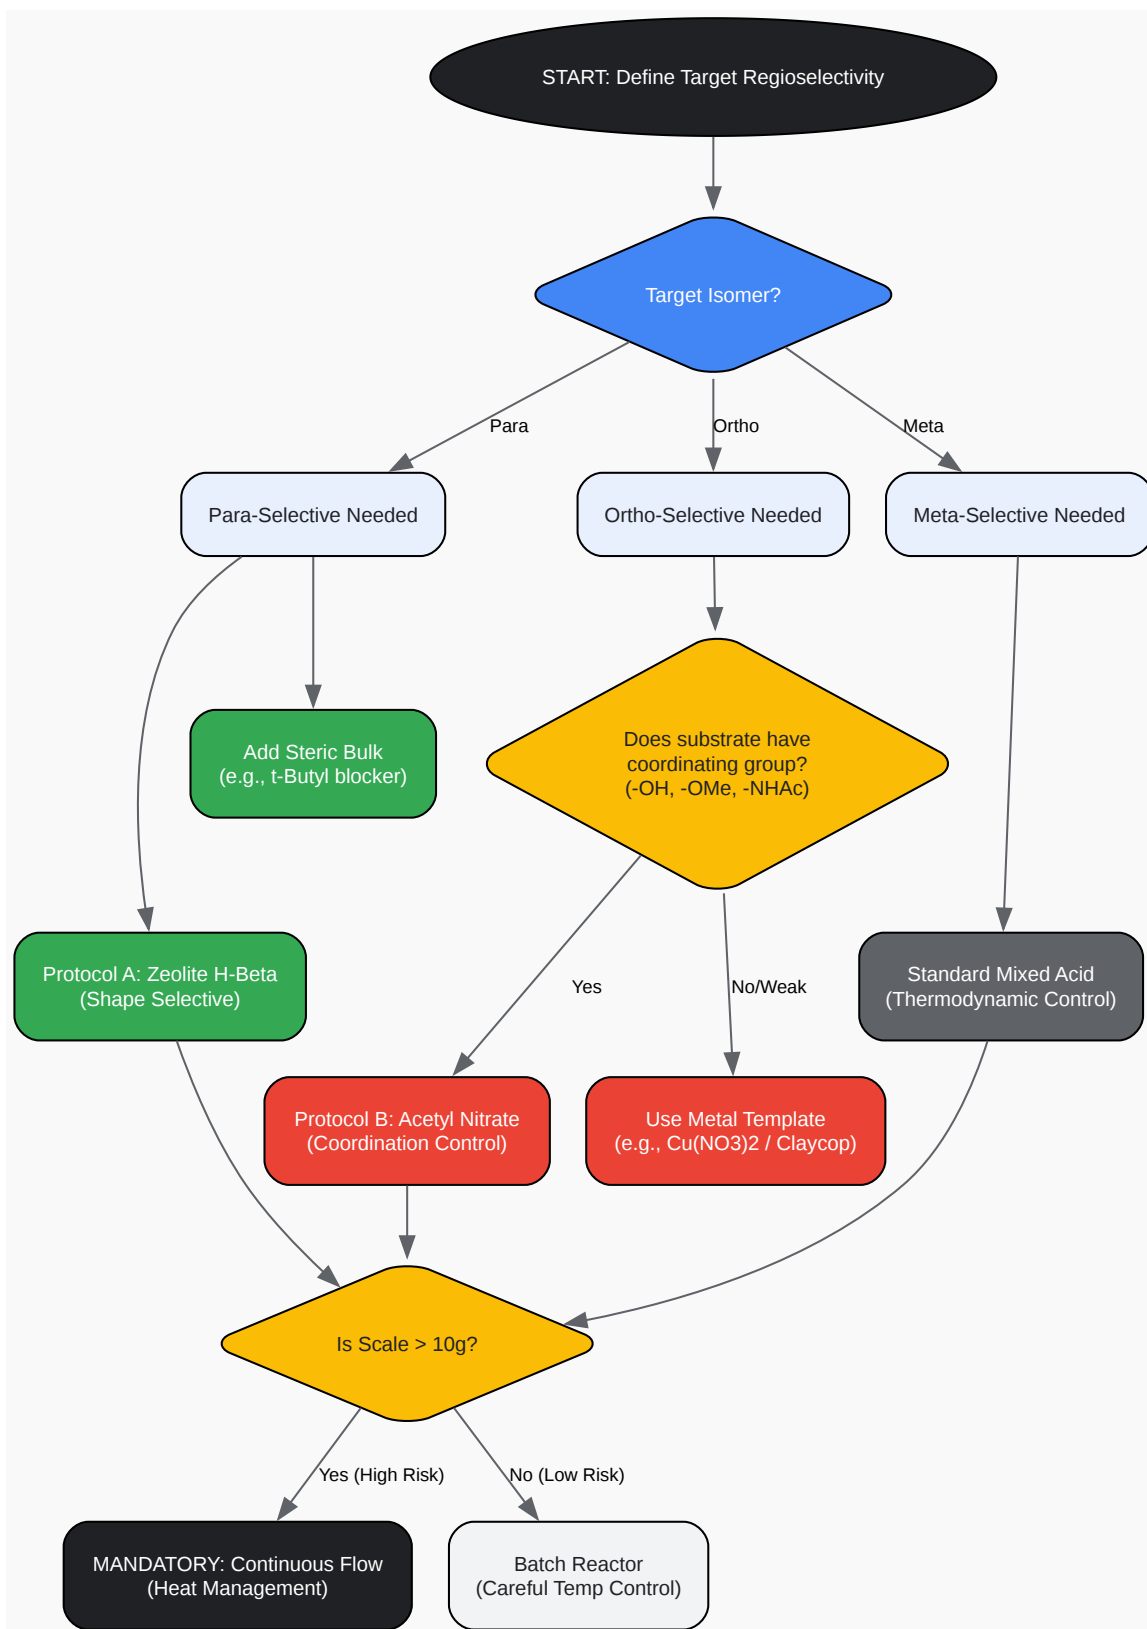 START: Define Target Regioselectivity
Target Isomer?
Para
Ortho
Meta
Para-Selective Needed
Ortho-Selective Needed
Meta-Selective Needed
Add Steric Bulk
(e.g., t-Butyl blocker)
Does substrate have
coordinating group?
(-OH, -OMe, -NHAc)
Protocol A: Zeolite H-Beta
(Shape Selective)
Yes
No/Weak
Standard Mixed Acid
(Thermodynamic Control)
Protocol B: Acetyl Nitrate
(Coordination Control)
Use Metal Template
(e.g., Cu(NO3)2 / Claycop)
Is Scale > 10g?
Yes (High Risk)
No (Low Risk)
MANDATORY: Continuous Flow
(Heat Management)
Batch Reactor
(Careful Temp Control)